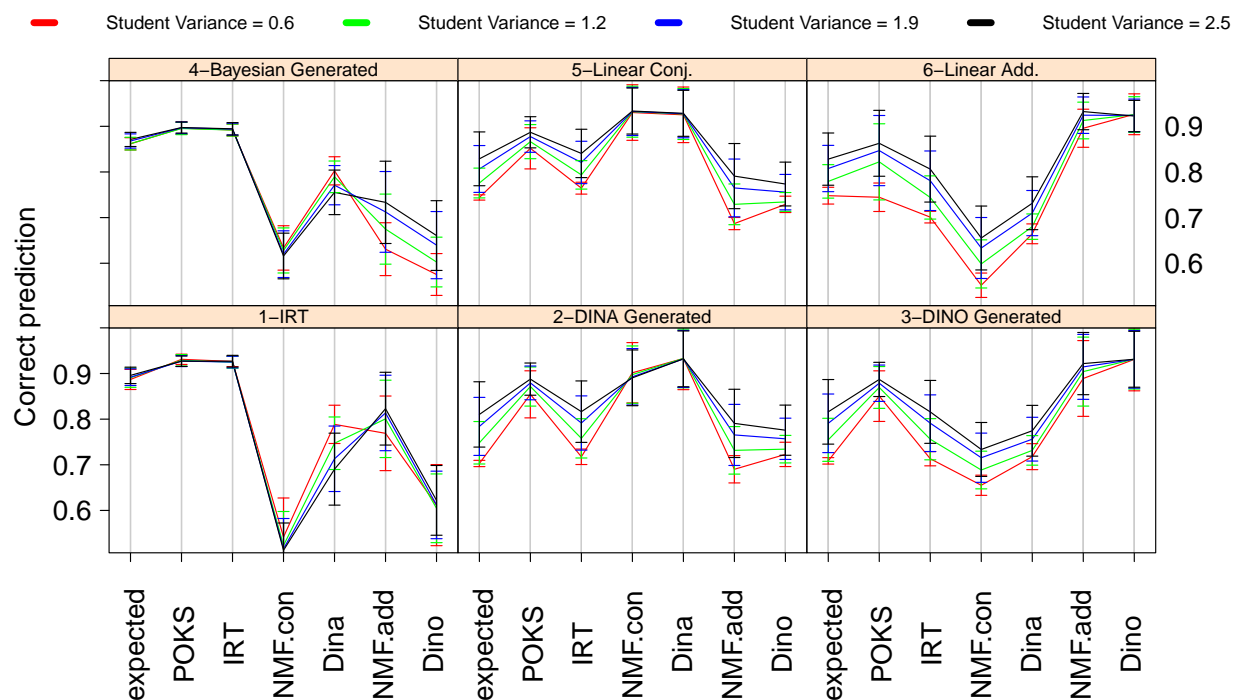 Student Variance = 0.6 Student Variance = 1.2 Student Variance = 1.9 Student Variance = 2.5
4−Bayesian Generated 5−Linear Conj. 6−Linear Add.
0.9
0.8
0.7
0.6
1−IRT 2−DINA Generated 3−DINO Generated
Correct prediction
0.9
0.8
0.7
0.6
expected POKS IRT NMF.con Dina NMF.add Dino expected POKS IRT NMF.con Dina NMF.add Dino expected POKS IRT NMF.con Dina NMF.add Dino